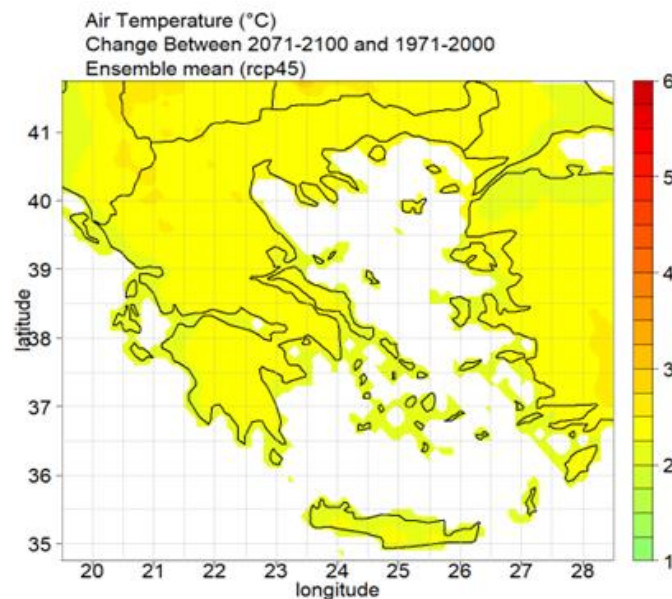 Air Temperature (°C)
Change Between 2071-2100 and 1971-2000
Ensemble mean (rcp45)
6
5
4
3
2
1
latitude
41
40
39
38
37
36
35
20 21 22 23 24 25 26 27 28
longitude